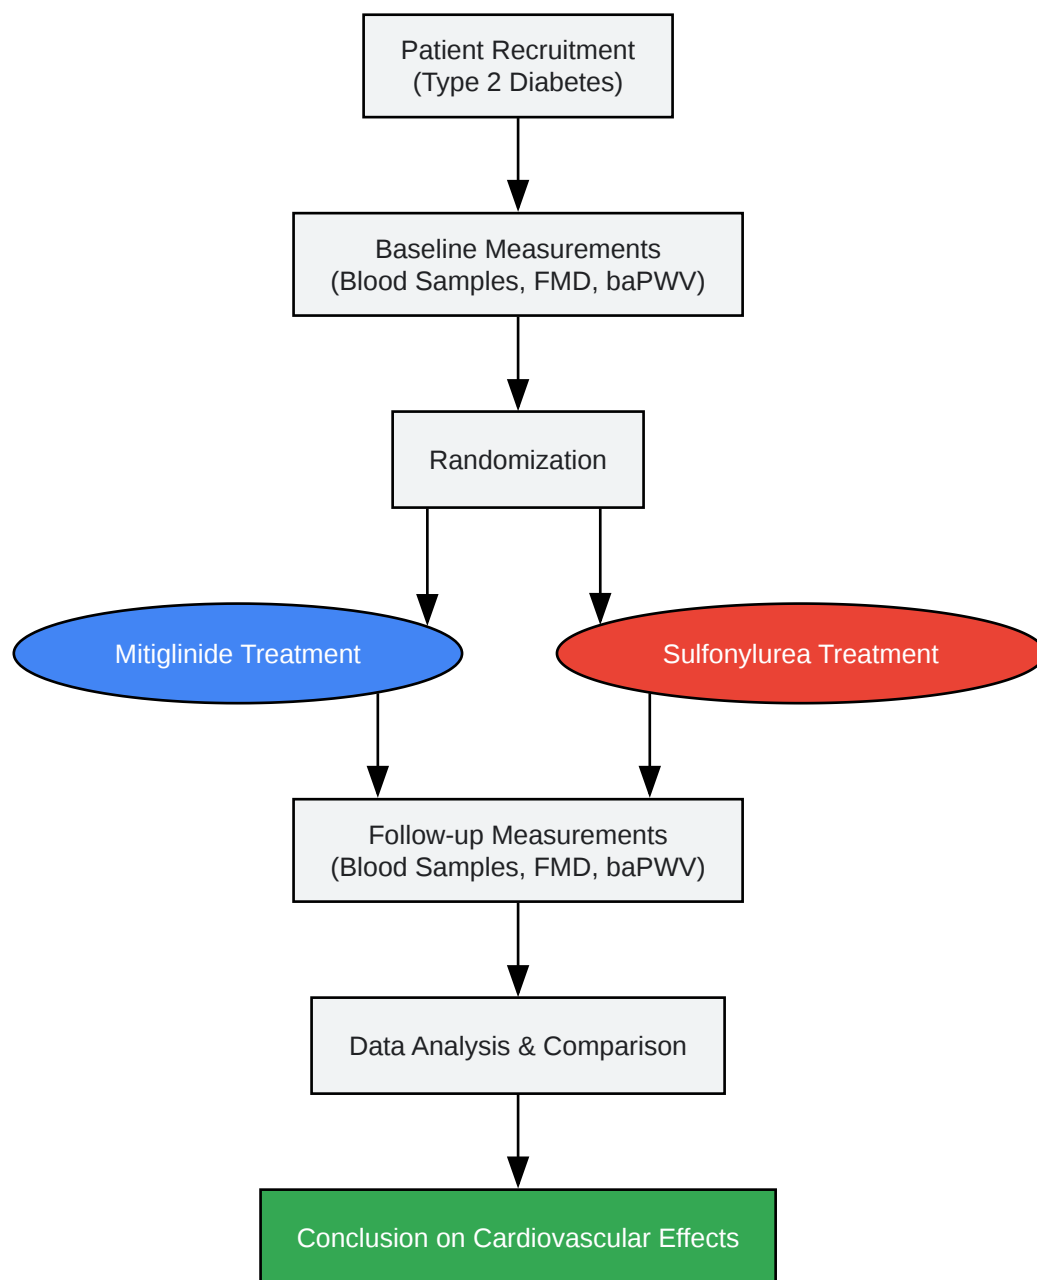 Patient Recruitment
(Type 2 Diabetes)
Baseline Measurements
(Blood Samples, FMD, baPWV)
Randomization
Mitiglinide Treatment
Sulfonylurea Treatment
Follow-up Measurements
(Blood Samples, FMD, baPWV)
Data Analysis & Comparison
Conclusion on Cardiovascular Effects